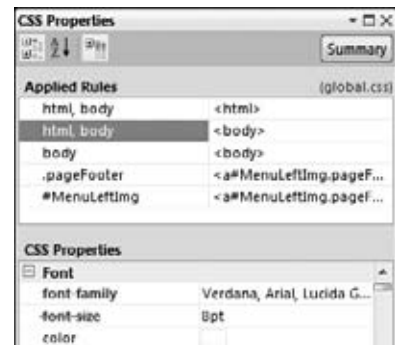 CSS Properties
Summary
Applied Rules (global.css)
html, body <html>
html, body <body>
body <body>
.pageFooter <a#MenuLeftImg.pageF...
#MenuLeftImg <a#MenuLeftImg.pageF...
CSS Properties
Font
font-family Verdana, Arial, Lucida G...
font-size 8pt
color